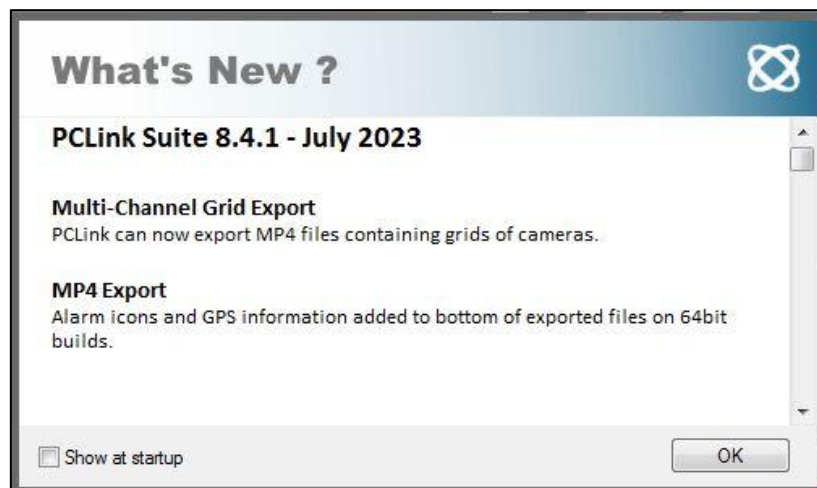 What's New ?
PCLink Suite 8.4.1 - July 2023
Multi-Channel Grid Export
PCLink can now export MP4 files containing grids of cameras.
MP4 Export
Alarm icons and GPS information added to bottom of exported files on 64bit
builds.
Show at startup
OK